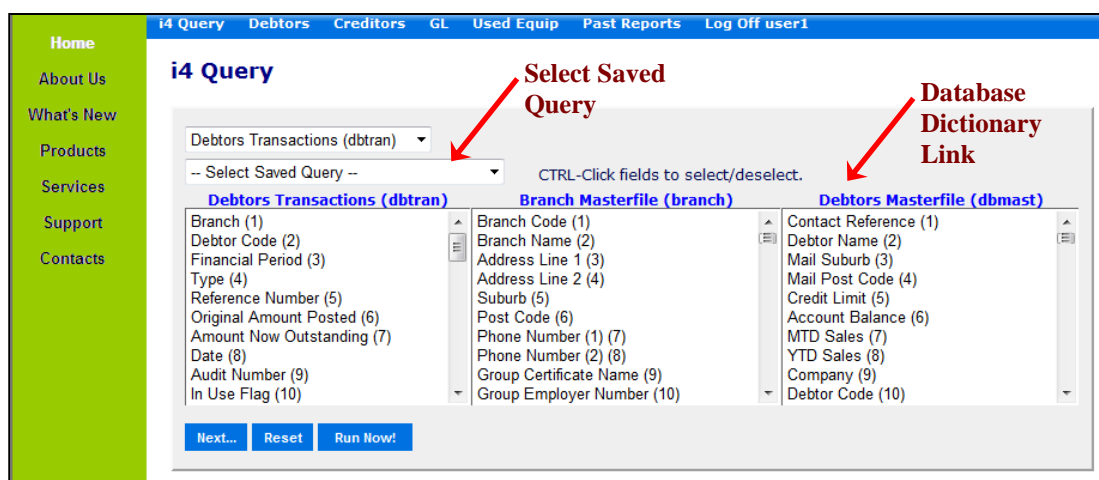 i4 Query Debtors Creditors GL Used Equip Past Reports Log Off user1
Home
About Us
What's New
Products
Services
Support
Contacts
i4 Query
Select Saved
Query
Database
Dictionary
Link
Debtors Transactions (dbtran)
-- Select Saved Query --
CTRL-Click fields to select/deselect.
Debtors Transactions (dbtran)
Branch (1)
Debtor Code (2)
Financial Period (3)
Type (4)
Reference Number (5)
Original Amount Posted (6)
Amount Now Outstanding (7)
Date (8)
Audit Number (9)
In Use Flag (10)
Branch Masterfile (branch)
Branch Code (1)
Branch Name (2)
Address Line 1 (3)
Address Line 2 (4)
Suburb (5)
Post Code (6)
Phone Number (1) (7)
Phone Number (2) (8)
Group Certificate Name (9)
Group Employer Number (10)
Debtors Masterfile (dbmast)
Contact Reference (1)
Debtor Name (2)
Mail Suburb (3)
Mail Post Code (4)
Credit Limit (5)
Account Balance (6)
MTD Sales (7)
YTD Sales (8)
Company (9)
Debtor Code (10)
Next... Reset Run Now!